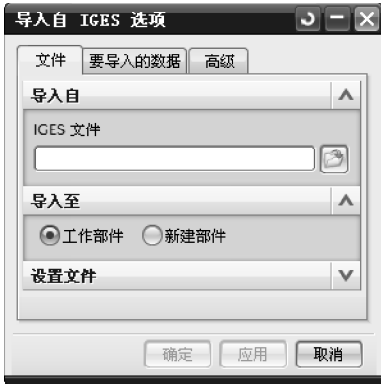 导入自 IGES 选项
文件 要导入的数据 高级
导入自
IGES 文件
导入至
工作部件 新建部件
设置文件
确定 应用 取消